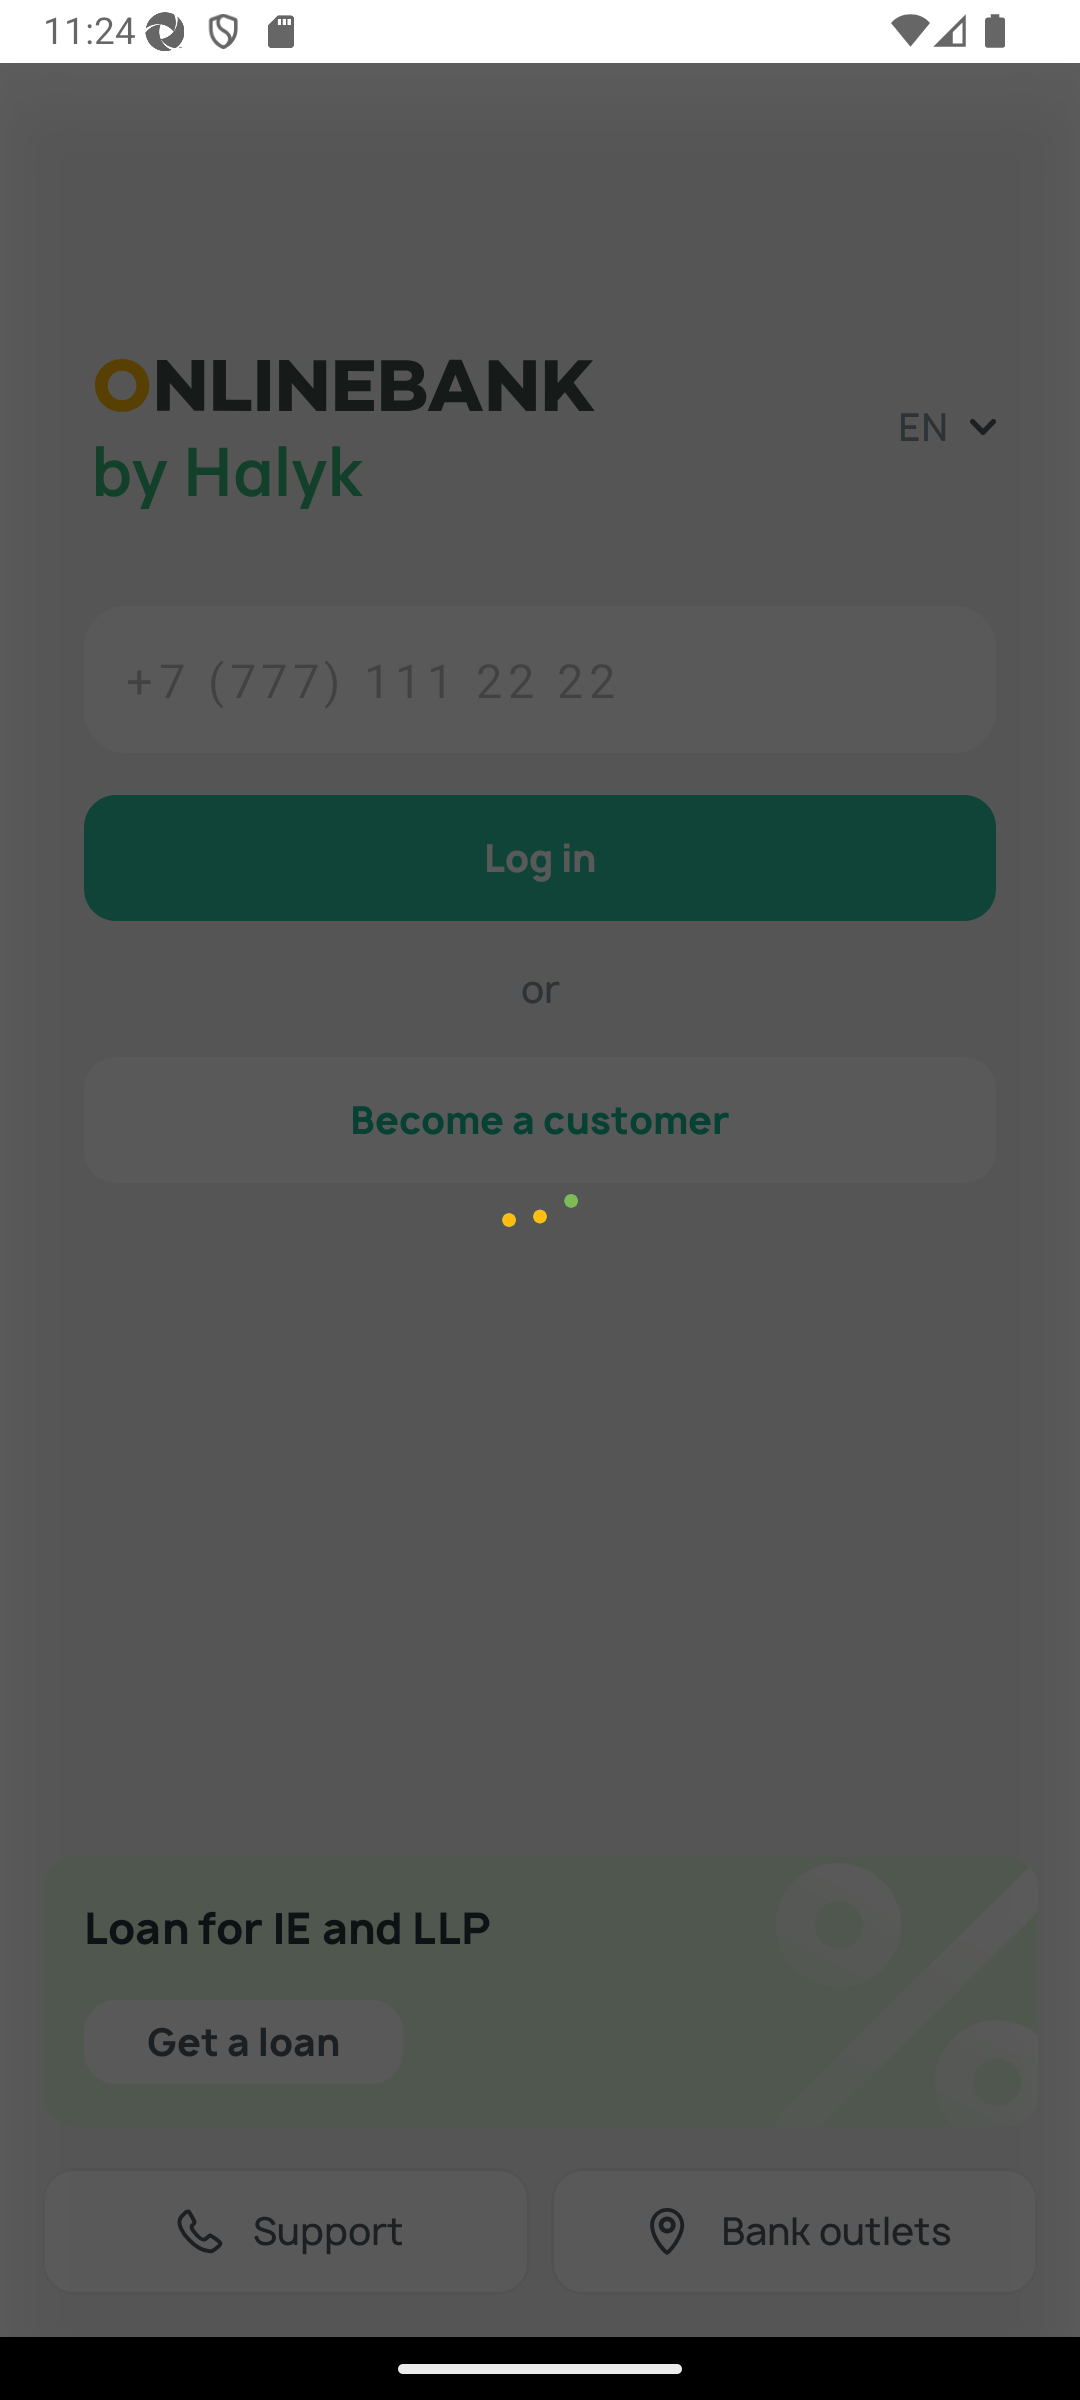 11:24
ONLINEBANK
by Halyk
EN
+7 (777) 111 22 22
Log in
or
Become a customer
Loan for IE and LLP
Get a loan
Support
Bank outlets